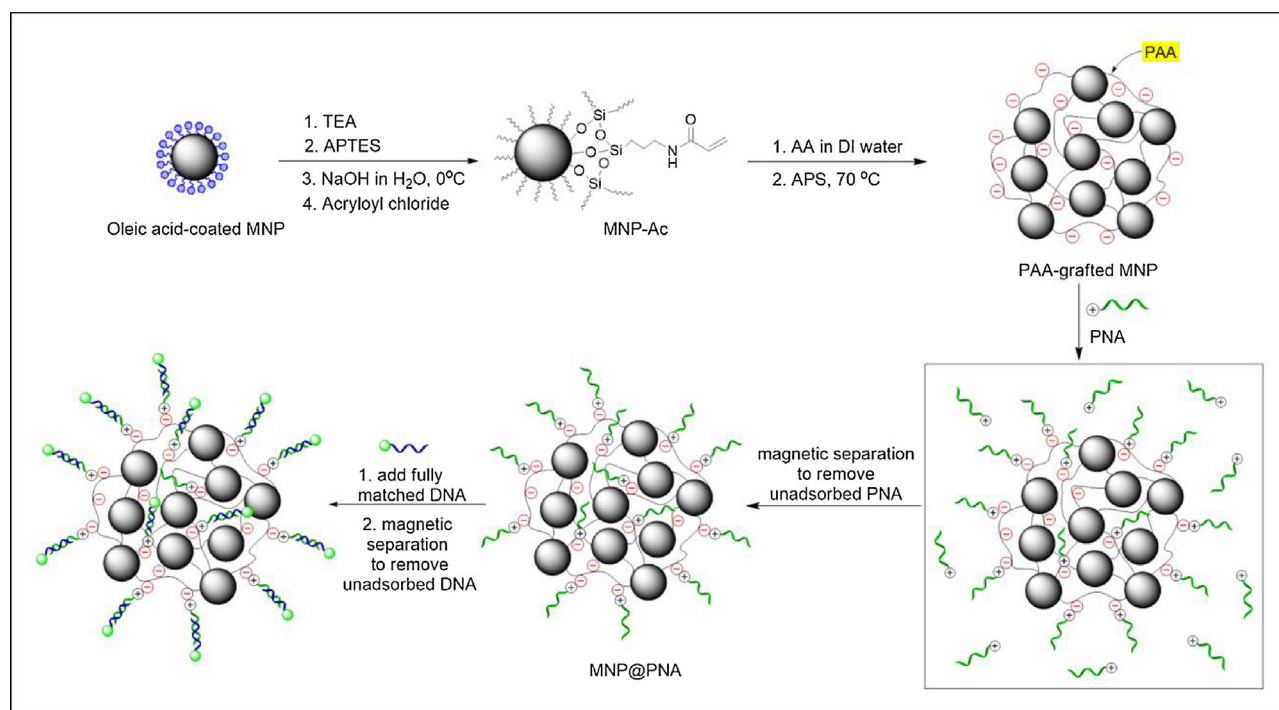 PAA
1. TEA
2. APTES
3. NaOH in H₂O, 0⁰C
4. Acryloyl chloride
Si
O
O
O
Si
O
O
Si
O
N
H
1. AA in DI water
2. APS, 70 ⁰C
Oleic acid-coated MNP
MNP-Ac
PAA-grafted MNP
PNA
1. add fully
matched DNA
2. magnetic
separation
to remove
unadsorbed DNA
magnetic separation
to remove
unadsorbed PNA
MNP@PNA